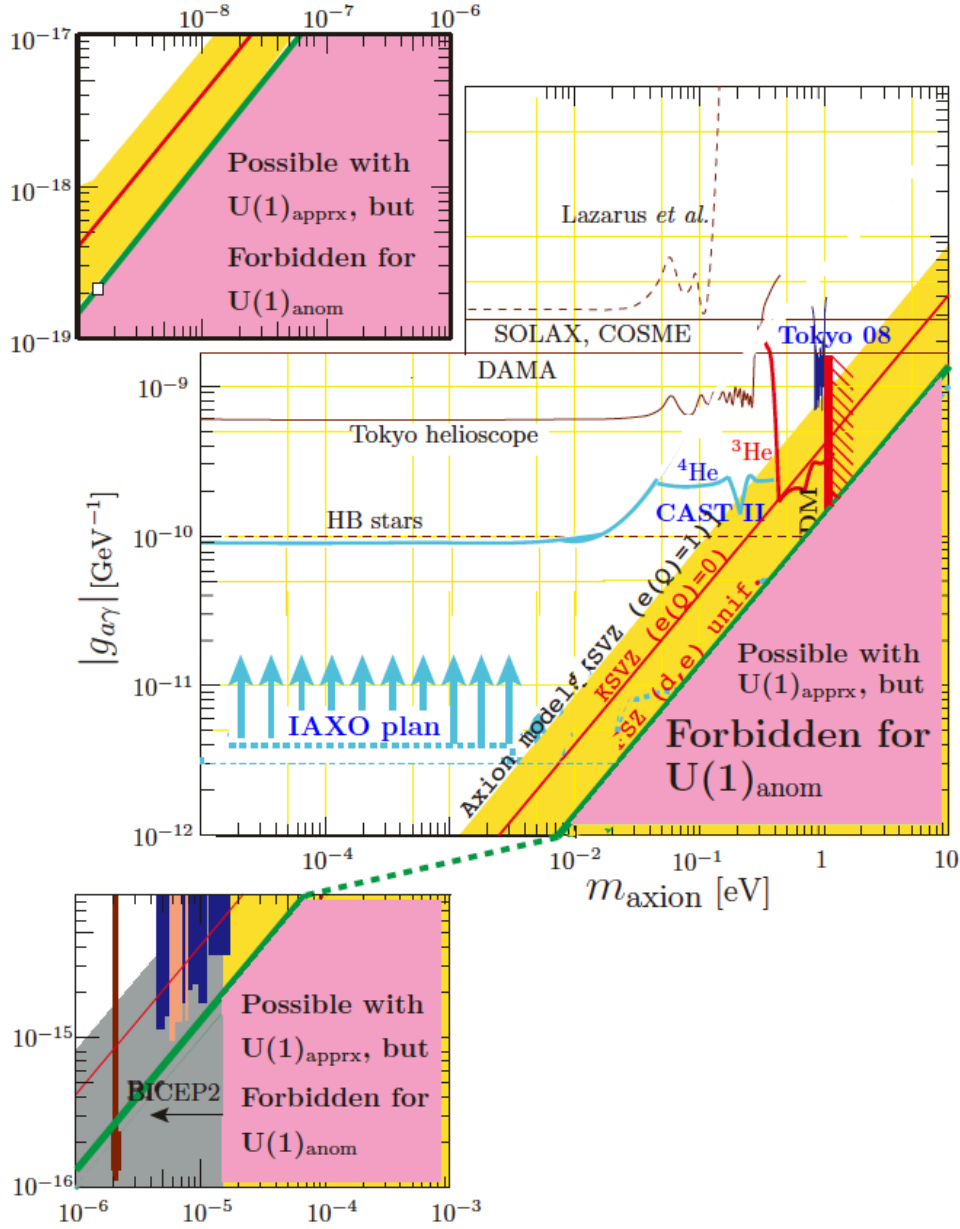 10⁻⁸ 10⁻⁷ 10⁻⁶
10⁻¹⁷
10⁻¹⁸
10⁻¹⁹
Possible with
U(1)apprx, but
Forbidden for
U(1)anom
Lazarus et al.
SOLAX, COSME
Tokyo 08
DAMA
Tokyo helioscope
³He
⁴He
CAST II
DM
HB stars
Axion models KSVZ (e(Q)=1)
KSVZ (e(Q)=0)
(d,e) unif.
IAXO plan
Possible with
U(1)apprx, but
Forbidden for
U(1)anom
|gaγ| [GeV⁻¹]
10⁻⁹
10⁻¹⁰
10⁻¹¹
10⁻¹²
10⁻⁴ 10⁻² 10⁻¹ 1 10
maxion [eV]
10⁻¹⁵
10⁻¹⁶
BICEP2
Possible with
U(1)apprx, but
Forbidden for
U(1)anom
10⁻⁶ 10⁻⁵ 10⁻⁴ 10⁻³